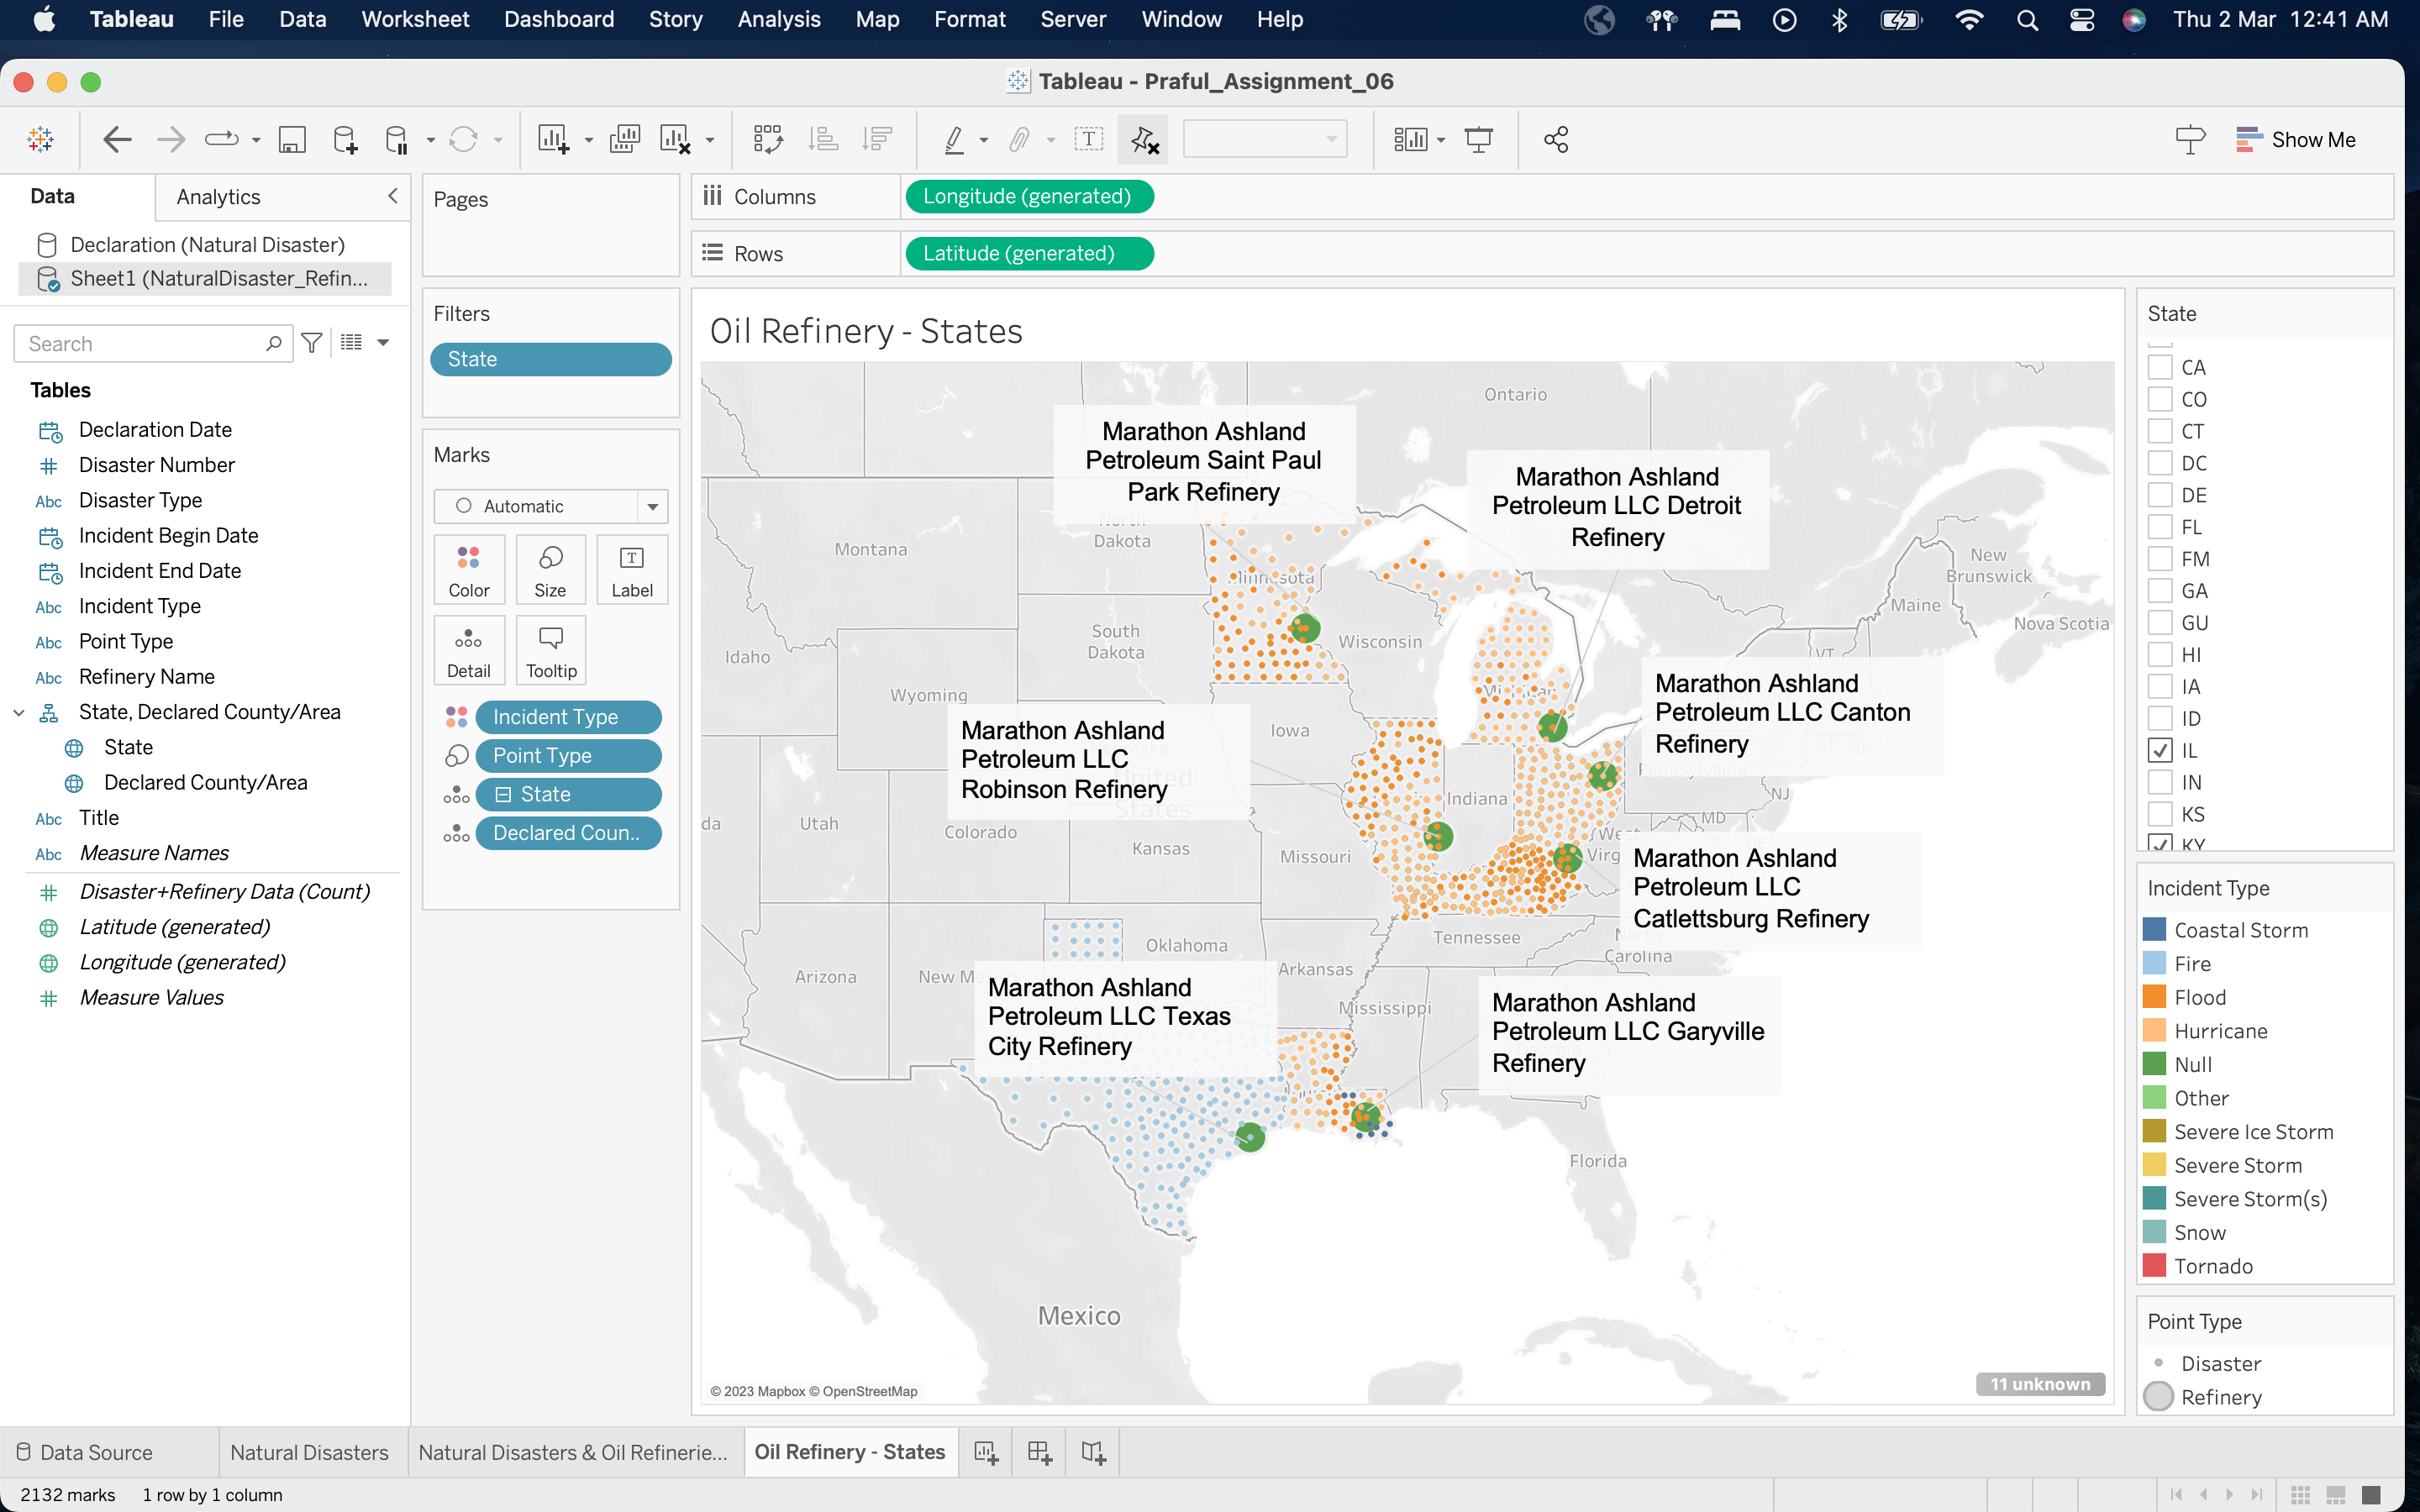 Tableau File Data Worksheet Dashboard Story Analysis Map Format Server Window Help Thu 2 Mar 12:41 AM
Tableau - Praful_Assignment_06
Show Me
Data Analytics
Declaration (Natural Disaster)
Sheet1 (NaturalDisaster_Refin...
Search
Tables
Declaration Date
Disaster Number
Abc Disaster Type
Incident Begin Date
Incident End Date
Abc Incident Type
Abc Point Type
Abc Refinery Name
State, Declared County/Area
State
Declared County/Area
Abc Title
Abc Measure Names
Disaster+Refinery Data (Count)
Latitude (generated)
Longitude (generated)
Measure Values
Pages
Filters
State
Marks
Automatic
Color Size Label
Detail Tooltip
Incident Type
Point Type
State
Declared Coun..
Columns Longitude (generated)
Rows Latitude (generated)
Oil Refinery - States
Ontario
Marathon Ashland
Petroleum Saint Paul
Park Refinery
Marathon Ashland
Petroleum LLC Detroit
Refinery
North
Dakota
Montana
New
Brunswick
Minnesota
Maine
Nova Scotia
South
Dakota
Wisconsin
Idaho
VT
Wyoming
Michigan
Marathon Ashland
Petroleum LLC Canton
Refinery
Iowa
Marathon Ashland
Petroleum LLC
Robinson Refinery
United
States
CT RI
Pennsylvania
NJ
Indiana
da
Utah
Colorado
MD
Kansas
Missouri
West
Virg
Marathon Ashland
Petroleum LLC
Catlettsburg Refinery
Tennessee
North
Carolina
Oklahoma
Arizona
New M
Arkansas
Marathon Ashland
Petroleum LLC Texas
City Refinery
Mississippi
Marathon Ashland
Petroleum LLC Garyville
Refinery
Florida
Mexico
© 2023 Mapbox © OpenStreetMap
11 unknown
State
CA
CO
CT
DC
DE
FL
FM
GA
GU
HI
IA
ID
IL
IN
KS
KY
Incident Type
Coastal Storm
Fire
Flood
Hurricane
Null
Other
Severe Ice Storm
Severe Storm
Severe Storm(s)
Snow
Tornado
Point Type
Disaster
Refinery
Data Source Natural Disasters Natural Disasters & Oil Refinerie... Oil Refinery - States
2132 marks 1 row by 1 column